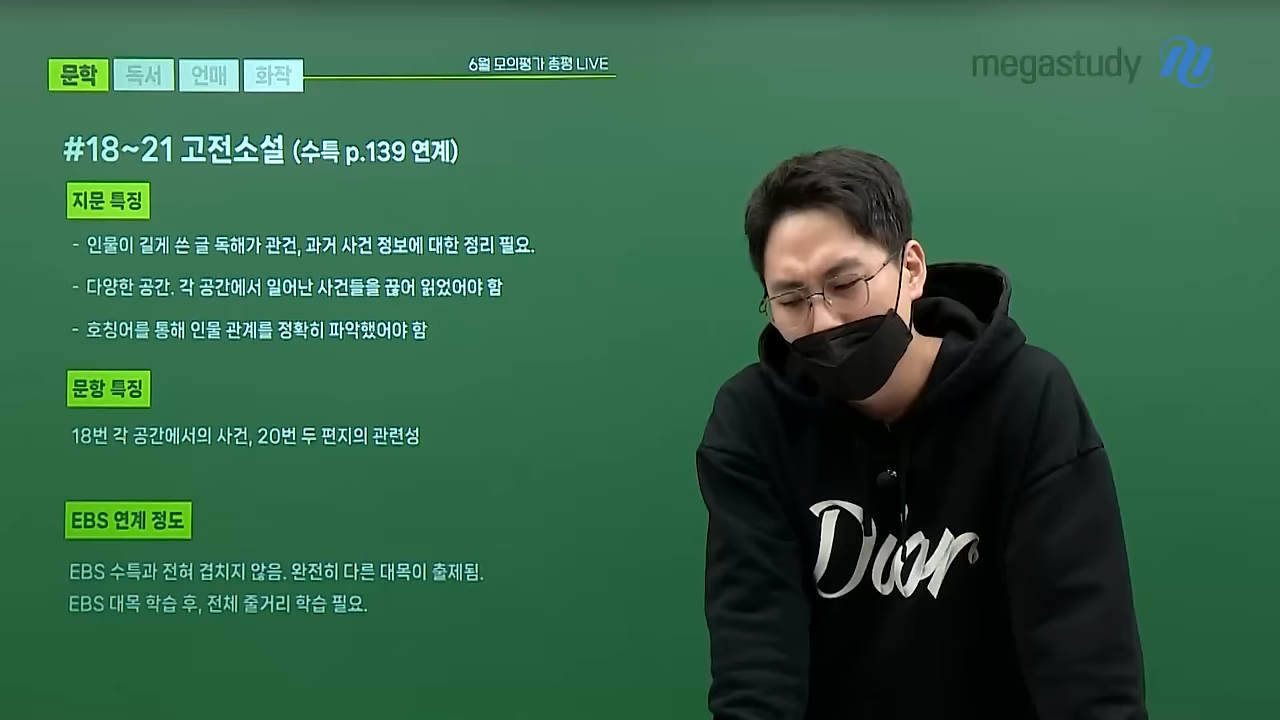 문학 독서 언매 화작
6월 모의평가 총평 LIVE
megastudy
#18~21 고전소설 (수특 p.139 연계)
지문 특징
- 인물이 길게 쓴 글 독해가 관건, 과거 사건 정보에 대한 정리 필요.
- 다양한 공간. 각 공간에서 일어난 사건들을 끊어 읽었어야 함
- 호칭어를 통해 인물 관계를 정확히 파악했어야 함
문항 특징
18번 각 공간에서의 사건, 20번 두 편지의 관련성
EBS 연계 정도
EBS 수특과 전혀 겹치지 않음. 완전히 다른 대목이 출제됨.
EBS 대목 학습 후, 전체 줄거리 학습 필요.
Dior